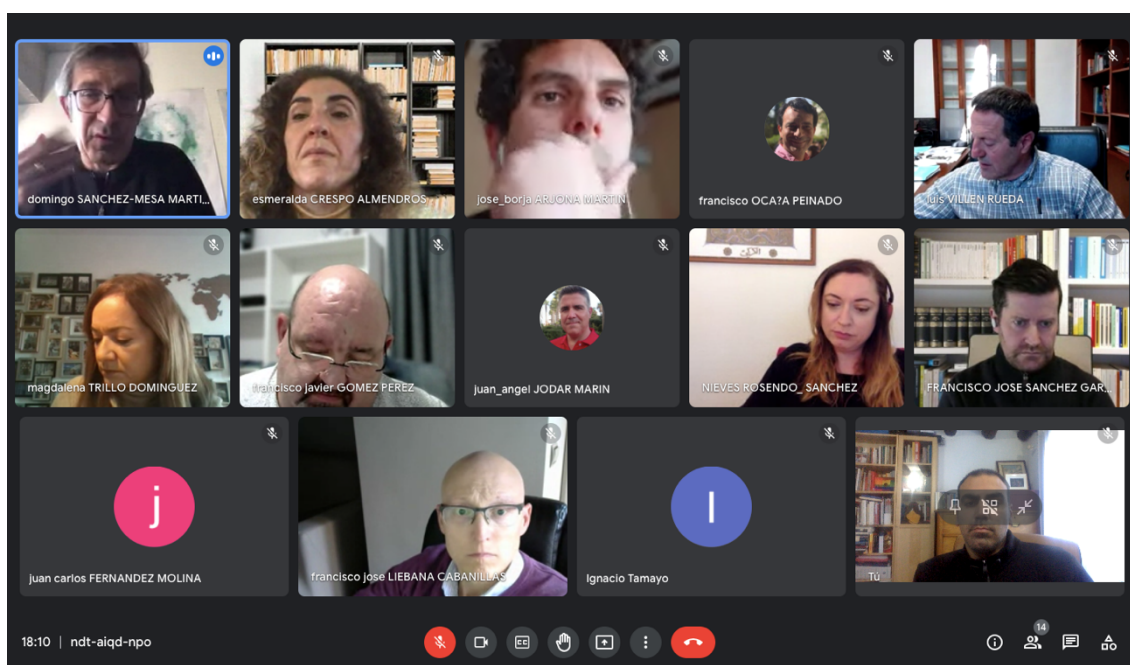 domingo SANCHEZ-MESA MARTI...
esmeralda CRESPO ALMENDROS
jose_borja ARJONA MARTIN
francisco OCA?A PEINADO
luis VILLEN RUEDA
magdalena TRILLO DOMINGUEZ
francisco javier GOMEZ PEREZ
juan_angel JODAR MARIN
NIEVES ROSENDO_ SANCHEZ
FRANCISCO JOSE SANCHEZ GAR...
j
juan carlos FERNANDEZ MOLINA
francisco jose LIEBANA CABANILLAS
I
Ignacio Tamayo
Tú
18:10 | ndt-aiqd-npo
CC
14